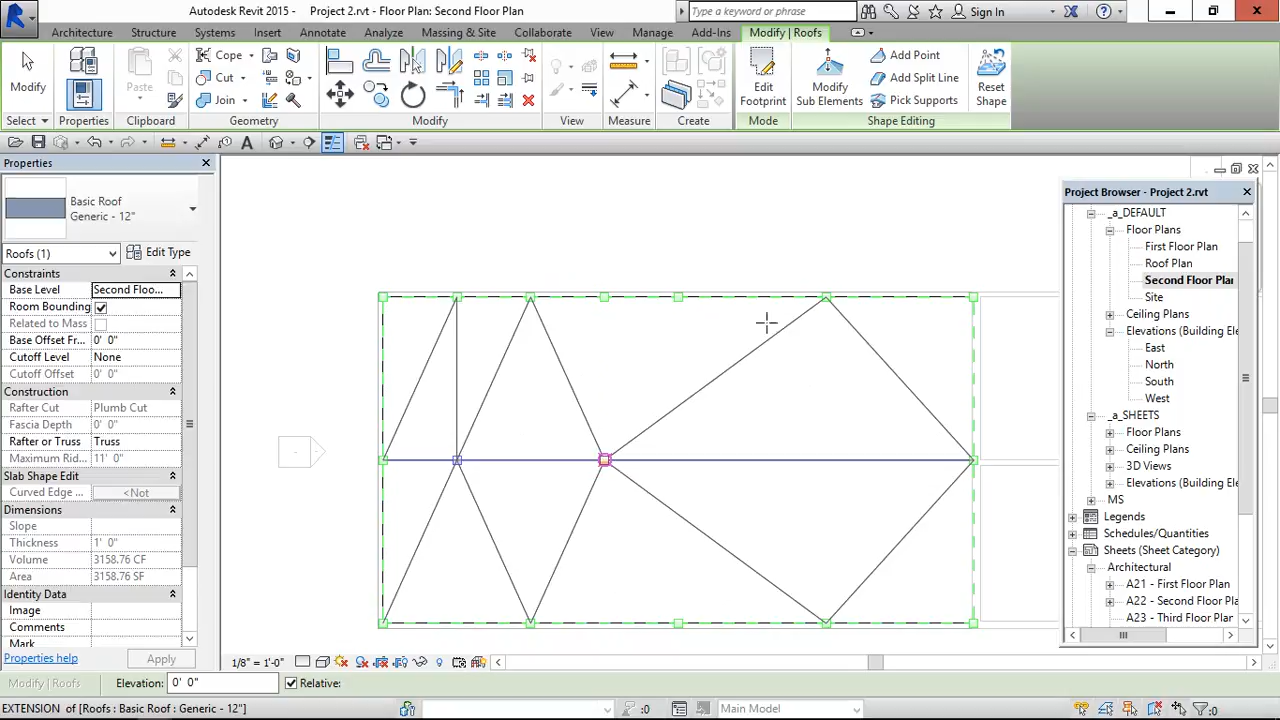 Autodesk Revit 2015 - Project 2.rvt - Floor Plan: Second Floor Plan
Type a keyword or phrase
Sign In
Architecture Structure Systems Insert Annotate Analyze Massing & Site Collaborate View Manage Add-Ins Modify | Roofs
Modify
Paste
Cope
Cut
Join
Edit Footprint
Modify Sub Elements
Add Point
Add Split Line
Pick Supports
Reset Shape
Select Properties Clipboard Geometry Modify View Measure Create Mode Shape Editing
Properties
Basic Roof
Generic - 12"
Roofs (1) Edit Type
Constraints
Base Level Second Floo...
Room Bounding
Related to Mass
Base Offset Fr... 0' 0"
Cutoff Level None
Cutoff Offset 0' 0"
Construction
Rafter Cut Plumb Cut
Fascia Depth 0' 0"
Rafter or Truss Truss
Maximum Rid... 11' 0"
Slab Shape Edit
Curved Edge ... <Not
Dimensions
Slope
Thickness 1' 0"
Volume 3158.76 CF
Area 3158.76 SF
Identity Data
Image
Comments
Mark
Properties help Apply
Project Browser - Project 2.rvt
_a_DEFAULT
Floor Plans
First Floor Plan
Roof Plan
Second Floor Plan
Site
Ceiling Plans
Elevations (Building Ele
East
North
South
West
_a_SHEETS
Floor Plans
Ceiling Plans
3D Views
Elevations (Building Ele
MS
Legends
Schedules/Quantities
Sheets (Sheet Category)
Architectural
A21 - First Floor Plan
A22 - Second Floor Pla
A23 - Third Floor Plan
1/8" = 1'-0"
Modify | Roofs Elevation: 0' 0" Relative:
EXTENSION of [Roofs : Basic Roof : Generic - 12"]
:0 Main Model :0